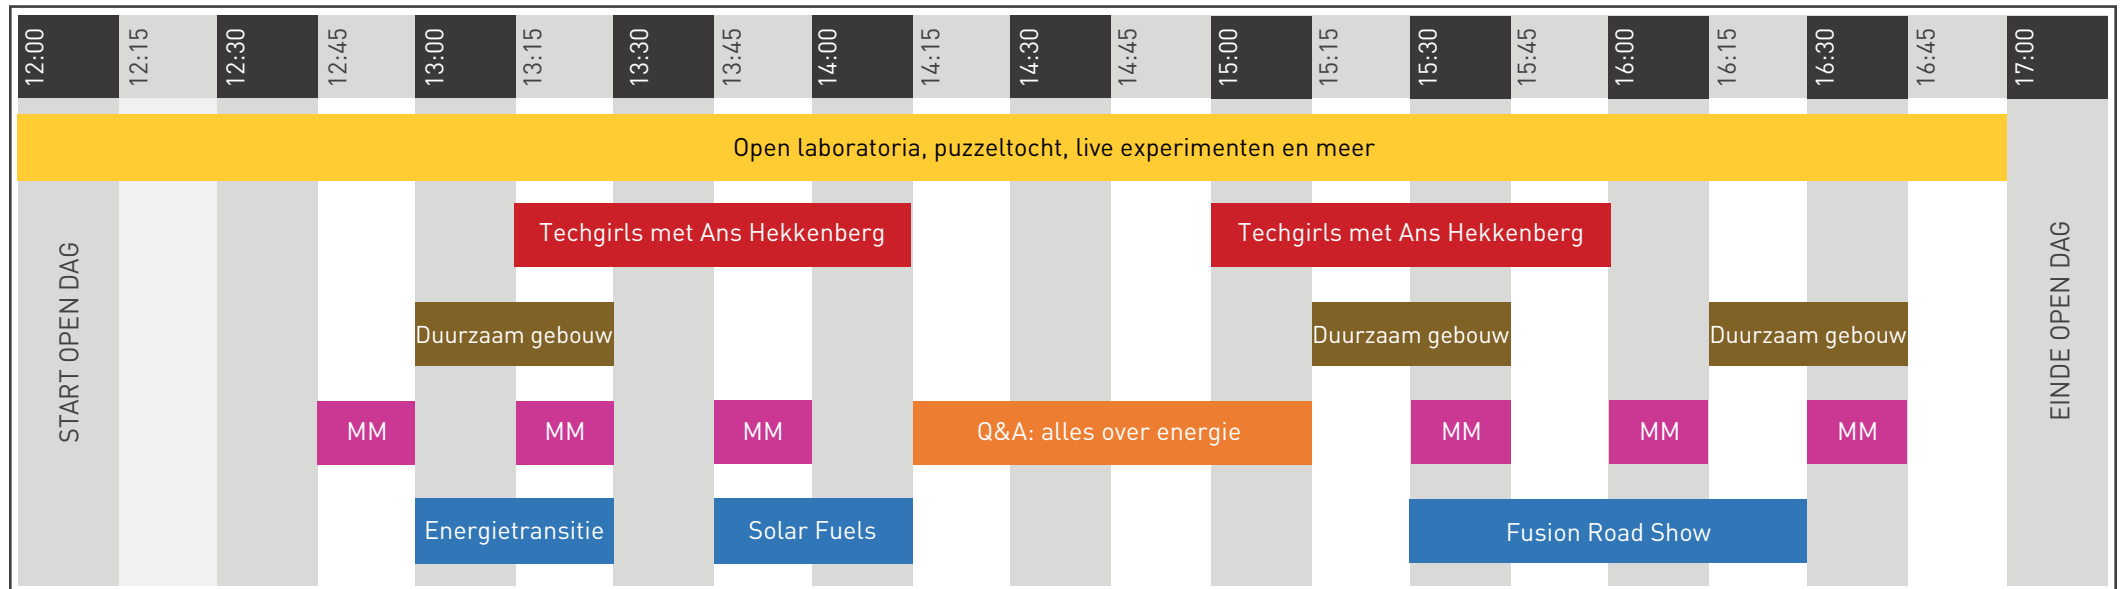 12:00
12:15
12:30
12:45
13:00
13:15
13:30
13:45
14:00
14:15
14:30
14:45
15:00
15:15
15:30
15:45
16:00
16:15
16:30
16:45
17:00
Open laboratoria, puzzeltocht, live experimenten en meer
START OPEN DAG
Techgirls met Ans Hekkenberg
Techgirls met Ans Hekkenberg
EINDE OPEN DAG
Duurzaam gebouw
Duurzaam gebouw
Duurzaam gebouw
MM
MM
MM
Q&A: alles over energie
MM
MM
MM
Energietransitie
Solar Fuels
Fusion Road Show